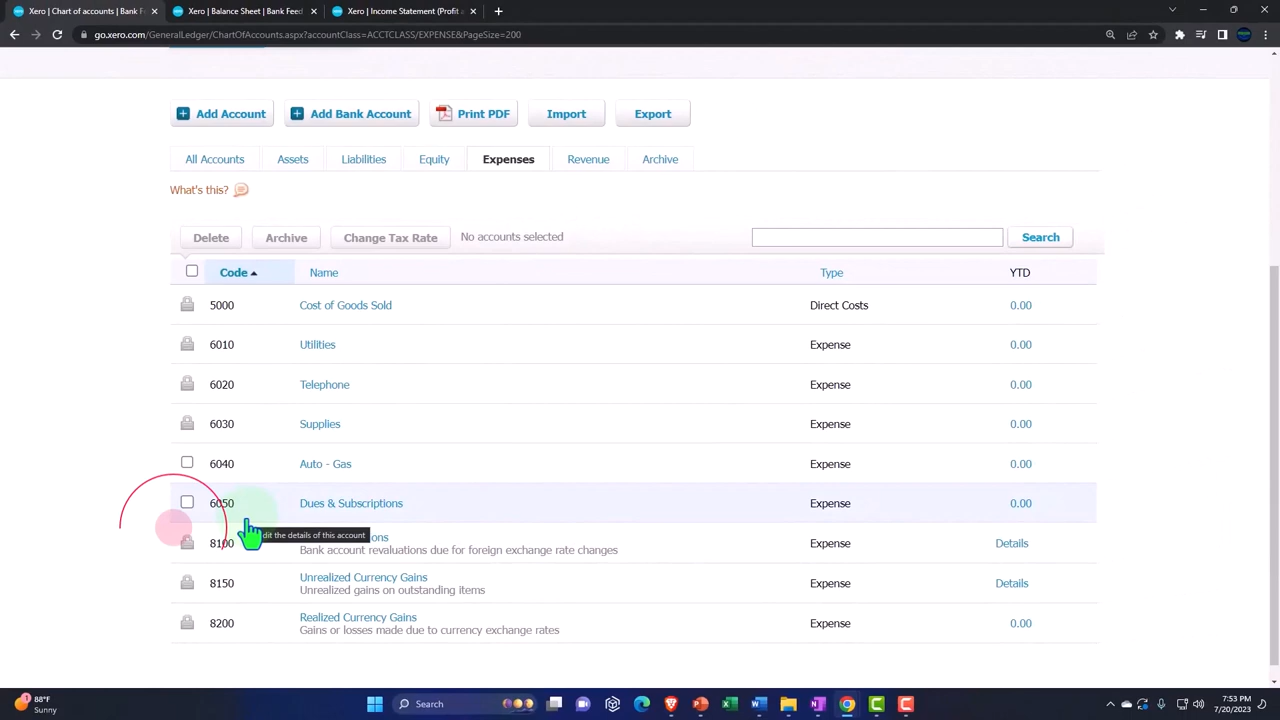 Xero | Chart of accounts | Bank F
Xero | Balance Sheet | Bank Feed
Xero | Income Statement (Profit a
go.xero.com/GeneralLedger/ChartOfAccounts.aspx?accountClass=ACCTCLASS/EXPENSE&PageSize=200
Add Account
Add Bank Account
Print PDF
Import
Export
All Accounts
Assets
Liabilities
Equity
Expenses
Revenue
Archive
What's this?
Delete
Archive
Change Tax Rate
No accounts selected
Search
Code
Name
Type
YTD
5000 Cost of Goods Sold Direct Costs 0.00
6010 Utilities Expense 0.00
6020 Telephone Expense 0.00
6030 Supplies Expense 0.00
6040 Auto - Gas Expense 0.00
6050 Dues & Subscriptions Expense 0.00
dit the details of this account
8100 ons Expense Details
Bank account revaluations due for foreign exchange rate changes
8150 Unrealized Currency Gains Expense Details
Unrealized gains on outstanding items
8200 Realized Currency Gains Expense 0.00
Gains or losses made due to currency exchange rates
88°F
Sunny
Search
7:53 PM
7/20/2023